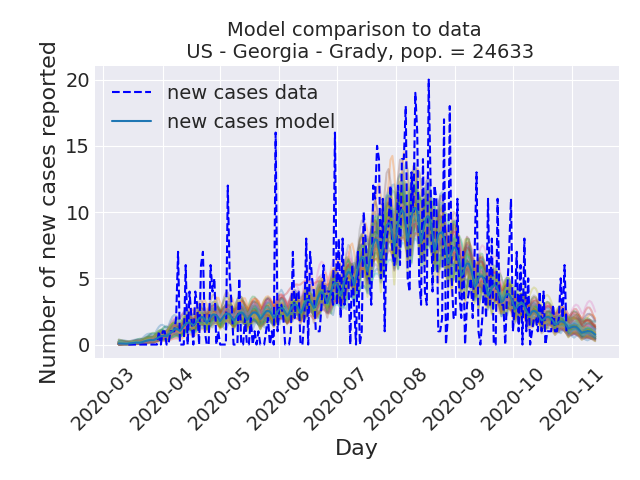 Model comparison to data
US - Georgia - Grady, pop. = 24633
Number of new cases reported
20
15
10
5
0
new cases data
new cases model
2020-03
2020-04
2020-05
2020-06
2020-07
2020-08
2020-09
2020-10
2020-11
Day